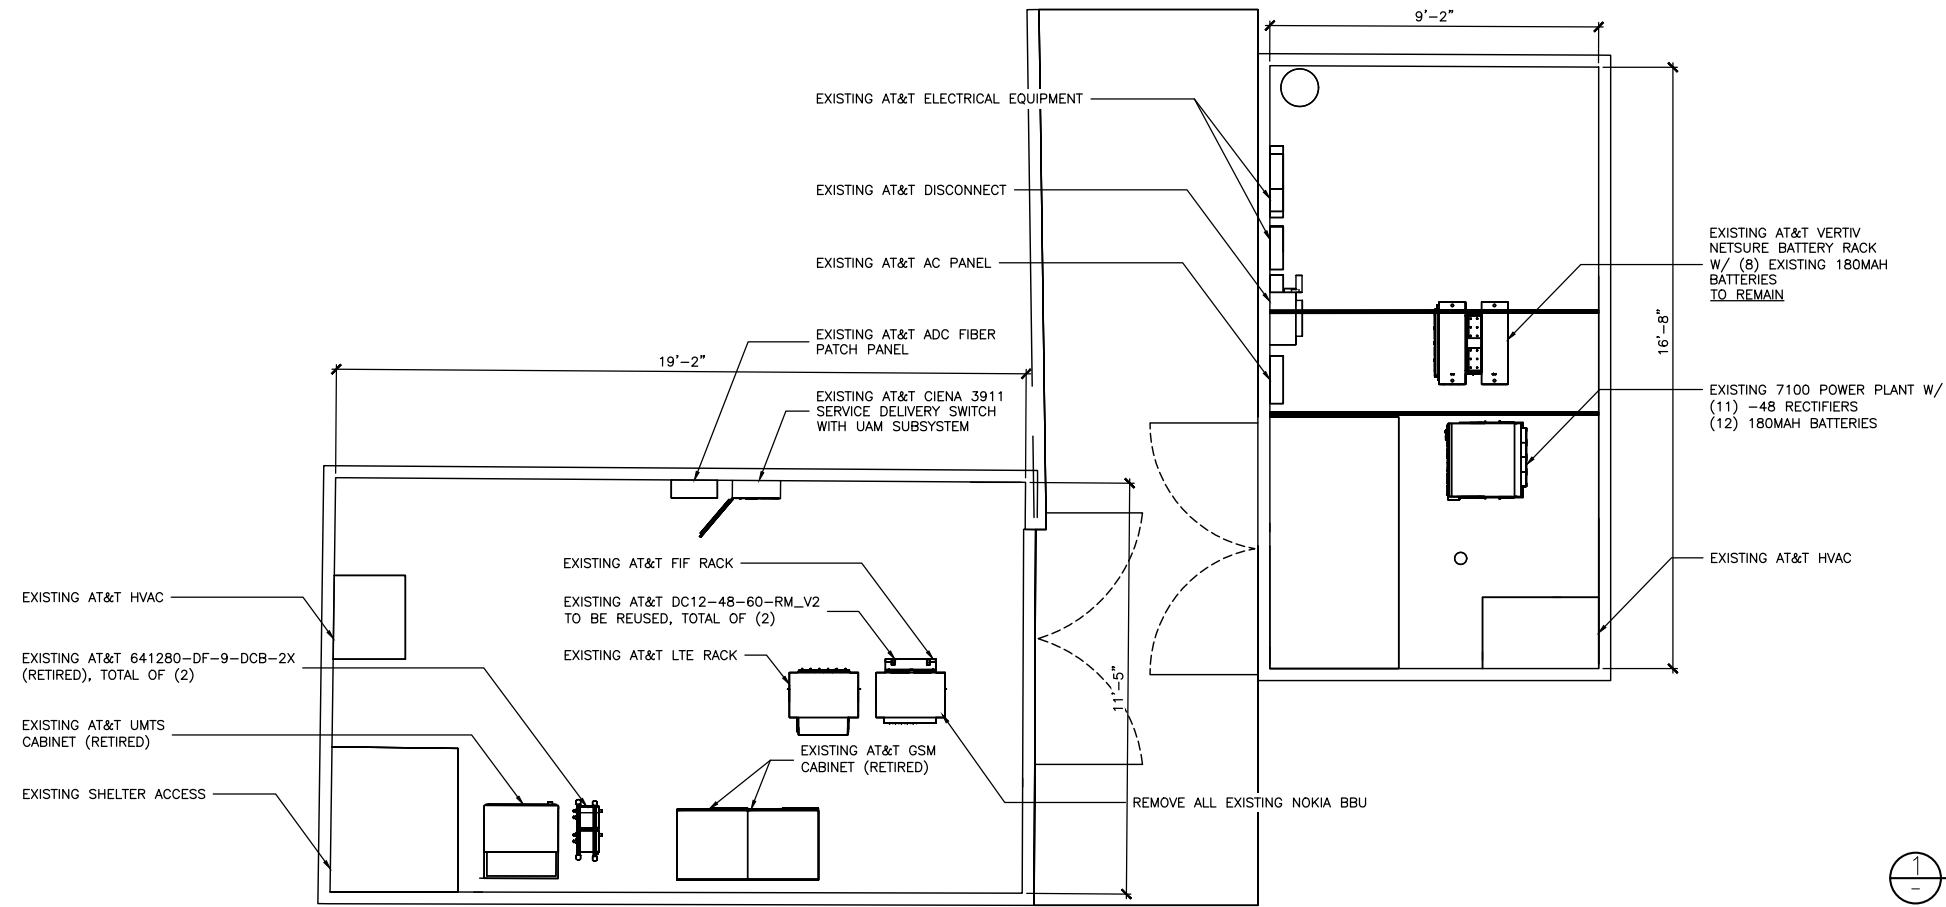 9'-2"
EXISTING AT&T ELECTRICAL EQUIPMENT
EXISTING AT&T DISCONNECT
EXISTING AT&T AC PANEL
EXISTING AT&T VERTIV
NETSURE BATTERY RACK
W/ (8) EXISTING 180MAH
BATTERIES
TO REMAIN
16'-8"
EXISTING AT&T ADC FIBER
PATCH PANEL
19'-2"
EXISTING AT&T CIENA 3911
SERVICE DELIVERY SWITCH
WITH UAM SUBSYSTEM
EXISTING 7100 POWER PLANT W/
(11) -48 RECTIFIERS
(12) 180MAH BATTERIES
EXISTING AT&T FIF RACK
EXISTING AT&T HVAC
EXISTING AT&T HVAC
EXISTING AT&T DC12-48-60-RM_V2
TO BE REUSED, TOTAL OF (2)
EXISTING AT&T LTE RACK
EXISTING AT&T 641280-DF-9-DCB-2X
(RETIRED), TOTAL OF (2)
11'-5"
EXISTING AT&T UMTS
CABINET (RETIRED)
EXISTING AT&T GSM
CABINET (RETIRED)
EXISTING SHELTER ACCESS
REMOVE ALL EXISTING NOKIA BBU
1
-